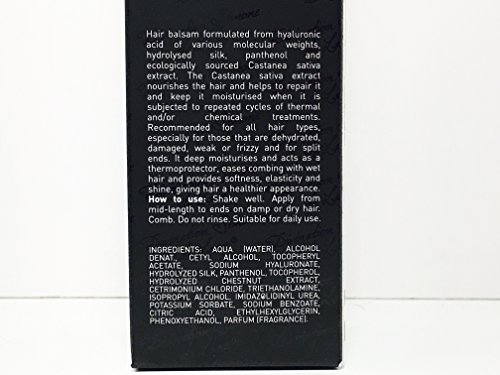 Hair balsam formulated from hyaluronic
acid of various molecular weights,
hydrolysed silk, panthenol and
ecologically sourced Castanea sativa
extract. The Castanea sativa extract
nourishes the hair and helps to repair it
and keep it moisturised when it is
subjected to repeated cycles of thermal
and/or chemical treatments.
Recommended for all hair types,
especially for those that are dehydrated,
damaged, weak or frizzy and for split
ends. It deep moisturises and acts as a
thermoprotector, eases combing with wet
hair and provides softness, elasticity and
shine, giving hair a healthier appearance.
How to use: Shake well. Apply from
mid-length to ends on damp or dry hair.
Comb. Do not rinse. Suitable for daily use.
INGREDIENTS: AQUA (WATER), ALCOHOL
DENAT., CETYL ALCOHOL, TOCOPHERYL
ACETATE, SODIUM HYALURONATE,
HYDROLYZED SILK, PANTHENOL, TOCOPHEROL,
HYDROLYZED CHESTNUT EXTRACT,
CETRIMONIUM CHLORIDE, TRIETHANOLAMINE,
ISOPROPYL ALCOHOL, IMIDAZOLIDINYL UREA,
POTASSIUM SORBATE, SODIUM BENZOATE,
CITRIC ACID, ETHYLHEXYLGLYCERIN,
PHENOXYETHANOL, PARFUM (FRAGRANCE).